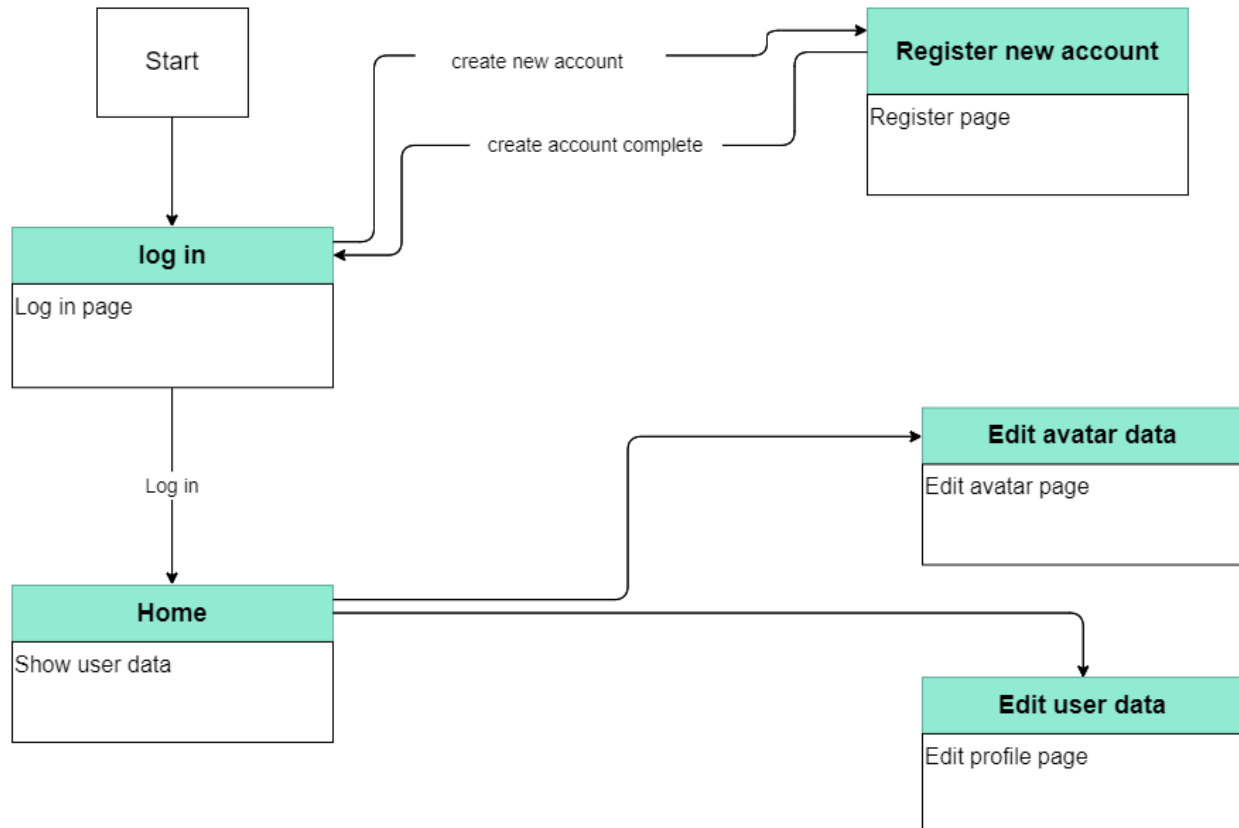 Start
create new account
Register new account
Register page
create account complete
log in
Log in page
Log in
Edit avatar data
Edit avatar page
Home
Show user data
Edit user data
Edit profile page